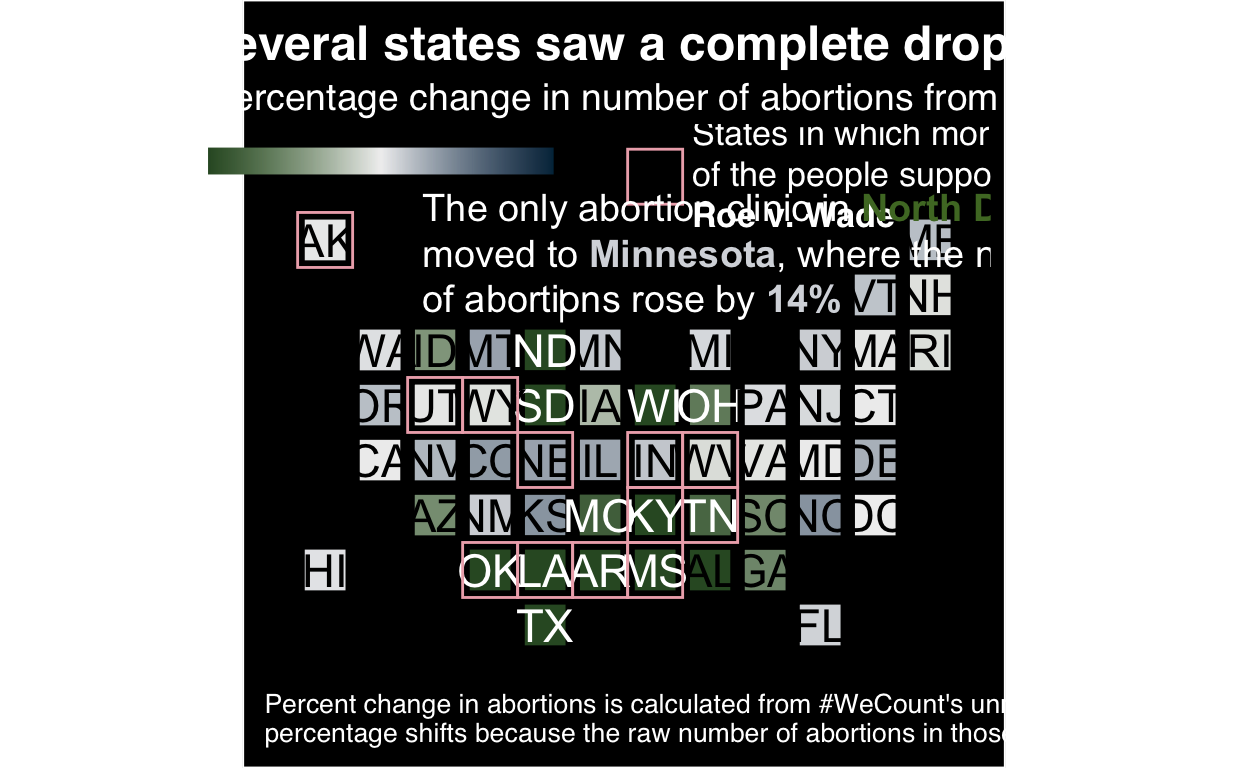 everal states saw a complete drop
ercentage change in number of abortions from
States in which mor
of the people suppo
Roe v. Wade
The only abortion clinic in North D
moved to Minnesota, where the n
of abortions rose by 14%
AK ME
VT NH
WA ID MT ND MN MI NY MA RI
OR UT WY SD IA WI OH PA NJ CT
CA NV CO NE IL IN WV VA MD DE
AZ NM KS MO KY TN SC NC DC
HI OK LA AR MS AL GA
TX FL
Percent change in abortions is calculated from #WeCount's unr
percentage shifts because the raw number of abortions in those